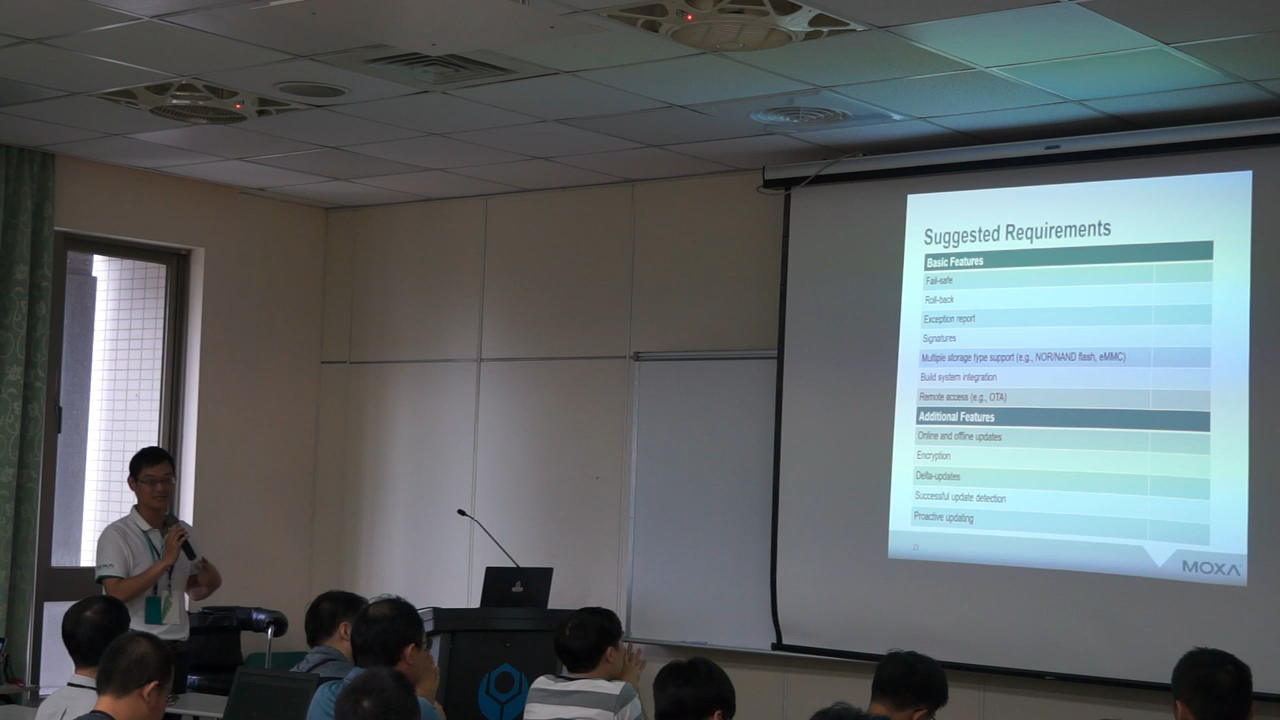 Suggested Requirements
Basic Features
Fail-safe
Roll-back
Exception report
Signatures
Multiple storage type support (e.g., NOR/NAND flash, eMMC)
Build system integration
Remote access (e.g., OTA)
Additional Features
Online and offline updates
Encryption
Delta-updates
Successful update detection
Proactive updating
MOXA